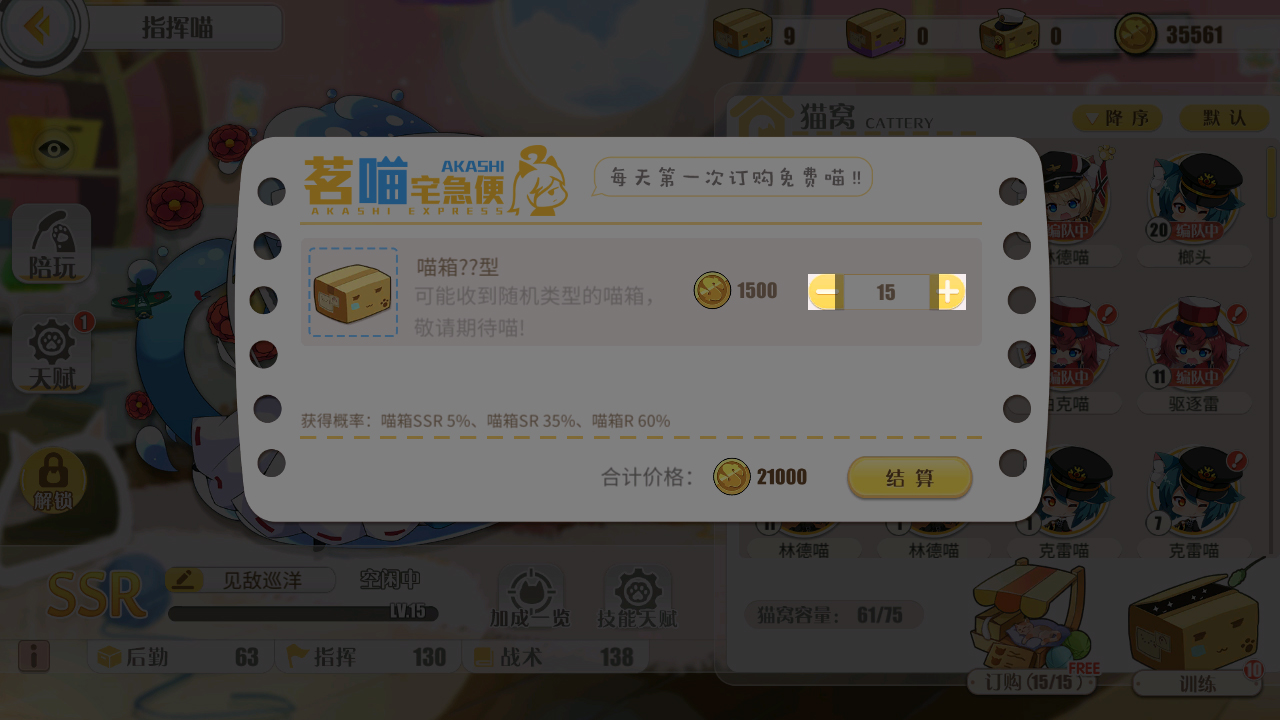 指挥喵
9
0
0
35561
猫窝 CATTERY
降 序
默 认
茗喵宅急便
AKASHI
AKASHI EXPRESS
每天第一次订购免费喵!!
喵箱??型
可能收到随机类型的喵箱，
敬请期待喵!
1500
15
获得概率：喵箱SSR 5%、喵箱SR 35%、喵箱R 60%
合计价格：
21000
结 算
陪玩
1
天赋
解锁
编队中
林德喵
20 编队中
榔头
编队中
克喵
11 编队中
驱逐雷
林德喵
林德喵
1
克雷喵
7
克雷喵
SSR
见敌巡洋
空闲中
LV.15
加成一览
技能天赋
后勤 63
指挥 130
战术 138
猫窝容量： 61/75
FREE
订购(15/15 )
10
训练